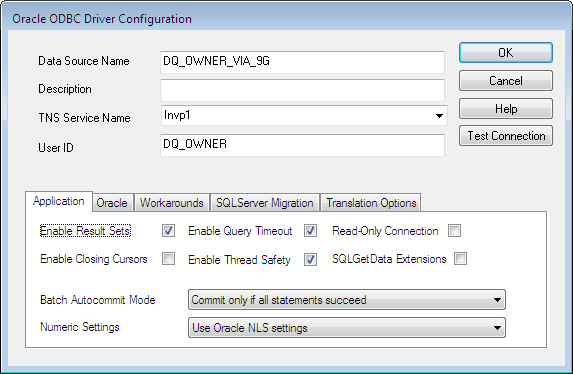 Oracle ODBC Driver Configuration
Data Source Name DQ_OWNER_VIA_9G OK
Description Cancel
TNS Service Name Invp1 Help
User ID DQ_OWNER Test Connection
Application Oracle Workarounds SQLServer Migration Translation Options
Enable Result Sets Enable Query Timeout Read-Only Connection
Enable Closing Cursors Enable Thread Safety SQLGetData Extensions
Batch Autocommit Mode Commit only if all statements succeed
Numeric Settings Use Oracle NLS settings